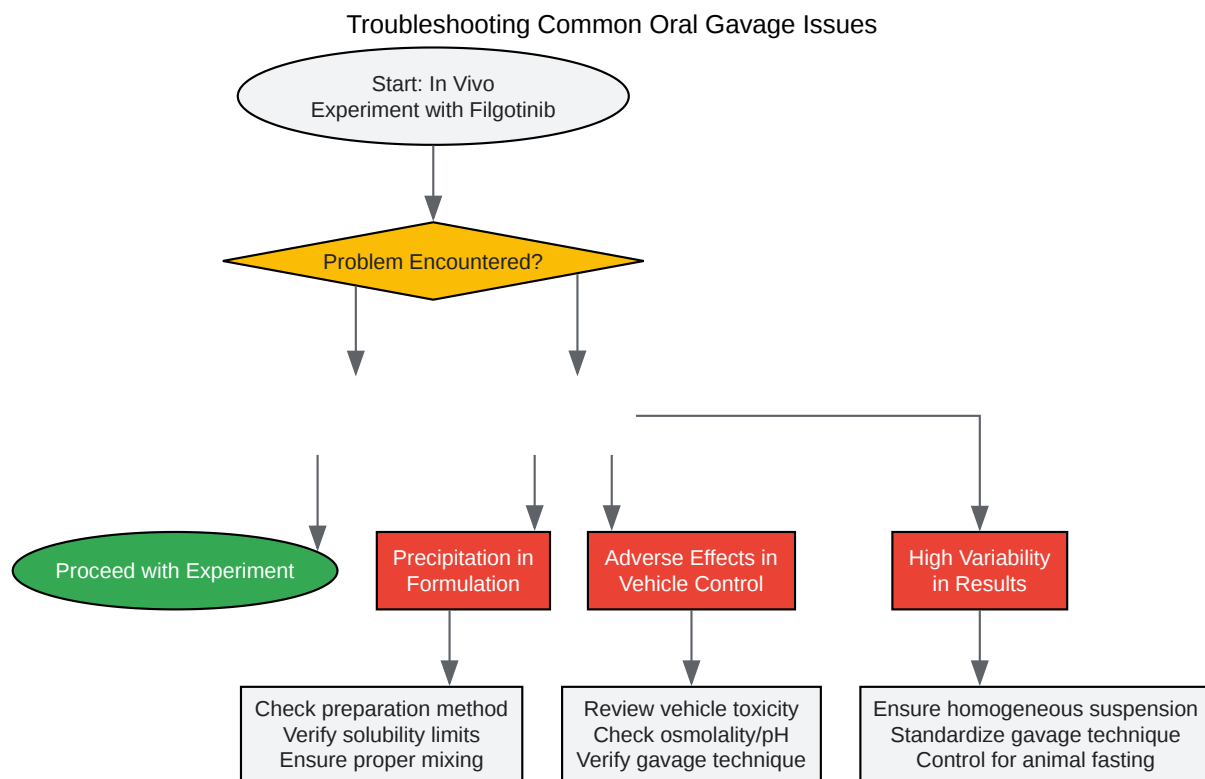 Troubleshooting Common Oral Gavage Issues
Start: In Vivo
Experiment with Filgotinib
Problem Encountered?
Proceed with Experiment
Precipitation in
Formulation
Adverse Effects in
Vehicle Control
High Variability
in Results
Check preparation method
Verify solubility limits
Ensure proper mixing
Review vehicle toxicity
Check osmolality/pH
Verify gavage technique
Ensure homogeneous suspension
Standardize gavage technique
Control for animal fasting